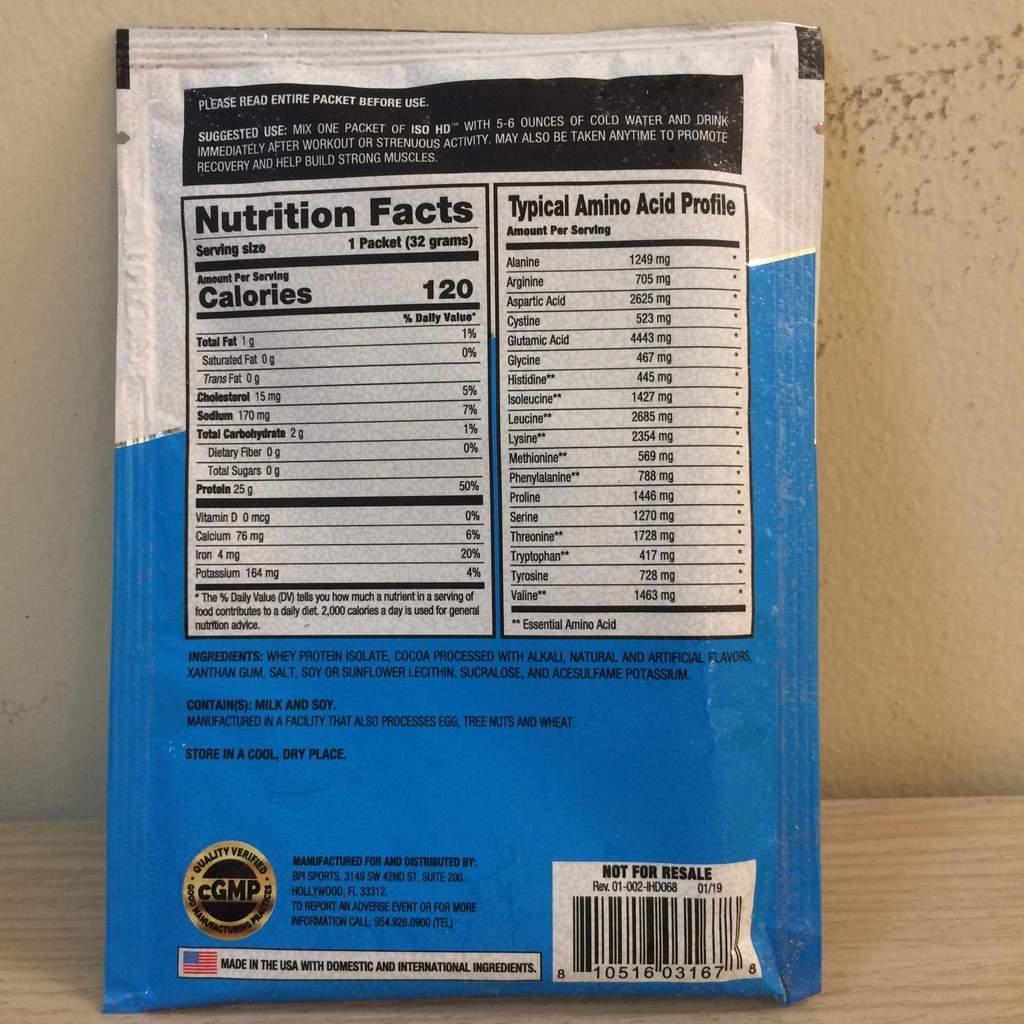 PLEASE READ ENTIRE PACKET BEFORE USE.
SUGGESTED USE: MIX ONE PACKET OF ISO HD™ WITH 5-6 OUNCES OF COLD WATER AND DRINK
IMMEDIATELY AFTER WORKOUT OR STRENUOUS ACTIVITY. MAY ALSO BE TAKEN ANYTIME TO PROMOTE
RECOVERY AND HELP BUILD STRONG MUSCLES.
Nutrition Facts
Serving size 1 Packet (32 grams)
Amount Per Serving
Calories 120
% Daily Value*
Total Fat 1 g 1%
Saturated Fat 0 g 0%
Trans Fat 0 g
Cholesterol 15 mg 5%
Sodium 170 mg 7%
Total Carbohydrate 2 g 1%
Dietary Fiber 0 g 0%
Total Sugars 0 g
Protein 25 g 50%
Vitamin D 0 mcg 0%
Calcium 76 mg 6%
Iron 4 mg 20%
Potassium 164 mg 4%
* The % Daily Value (DV) tells you how much a nutrient in a serving of
food contributes to a daily diet. 2,000 calories a day is used for general
nutrition advice.
Typical Amino Acid Profile
Amount Per Serving
Alanine 1249 mg *
Arginine 705 mg *
Aspartic Acid 2625 mg *
Cystine 523 mg *
Glutamic Acid 4443 mg *
Glycine 467 mg *
Histidine** 445 mg *
Isoleucine** 1427 mg *
Leucine** 2685 mg *
Lysine** 2354 mg *
Methionine** 569 mg *
Phenylalanine** 788 mg *
Proline 1446 mg *
Serine 1270 mg *
Threonine** 1728 mg *
Tryptophan** 417 mg *
Tyrosine 728 mg *
Valine** 1463 mg *
** Essential Amino Acid
INGREDIENTS: WHEY PROTEIN ISOLATE, COCOA PROCESSED WITH ALKALI, NATURAL AND ARTIFICIAL FLAVORS,
XANTHAN GUM, SALT, SOY OR SUNFLOWER LECITHIN, SUCRALOSE, AND ACESULFAME POTASSIUM.
CONTAIN(S): MILK AND SOY.
MANUFACTURED IN A FACILITY THAT ALSO PROCESSES EGG, TREE NUTS AND WHEAT.
STORE IN A COOL, DRY PLACE.
QUALITY VERIFIED
cGMP
GOOD MANUFACTURING PRACTICES
MANUFACTURED FOR AND DISTRIBUTED BY:
BPI SPORTS. 3149 SW 42ND ST. SUITE 200.
HOLLYWOOD, FL 33312.
TO REPORT AN ADVERSE EVENT OR FOR MORE
INFORMATION CALL: 954.926.0900 (TEL)
MADE IN THE USA WITH DOMESTIC AND INTERNATIONAL INGREDIENTS.
NOT FOR RESALE
Rev. 01-002-IHD068 01/19
8 10516 03167 8